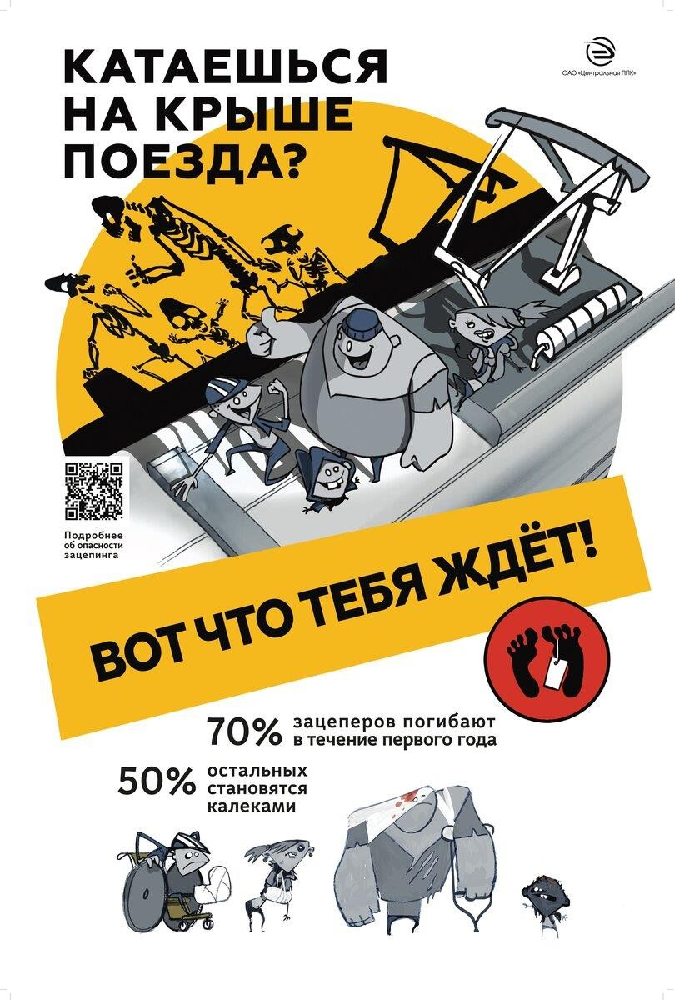 КАТАЕШЬСЯ
НА КРЫШЕ
ПОЕЗДА?
ОАО «Центральная ППК»
Подробнее
об опасности
зацепинга
ВОТ ЧТО ТЕБЯ ЖДЁТ!
70% зацеперов погибают
в течение первого года
50% остальных
становятся
калеками